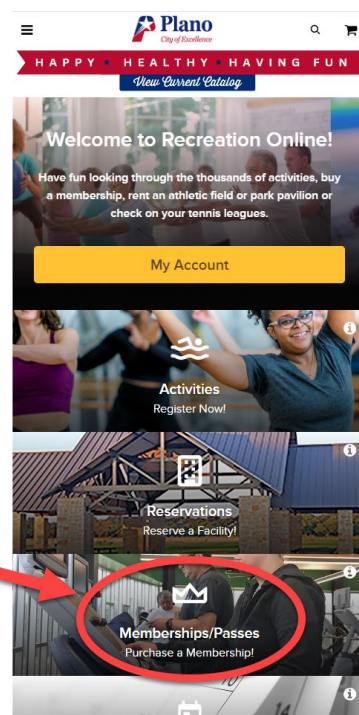 Plano
City of Excellence
HAPPY • HEALTHY • HAVING FUN
View Current Catalog
Welcome to Recreation Online!
Have fun looking through the thousands of activities, buy
a membership, rent an athletic field or park pavilion or
check on your tennis leagues.
My Account
Activities
Register Now!
Reservations
Reserve a Facility!
Memberships/Passes
Purchase a Membership!
14